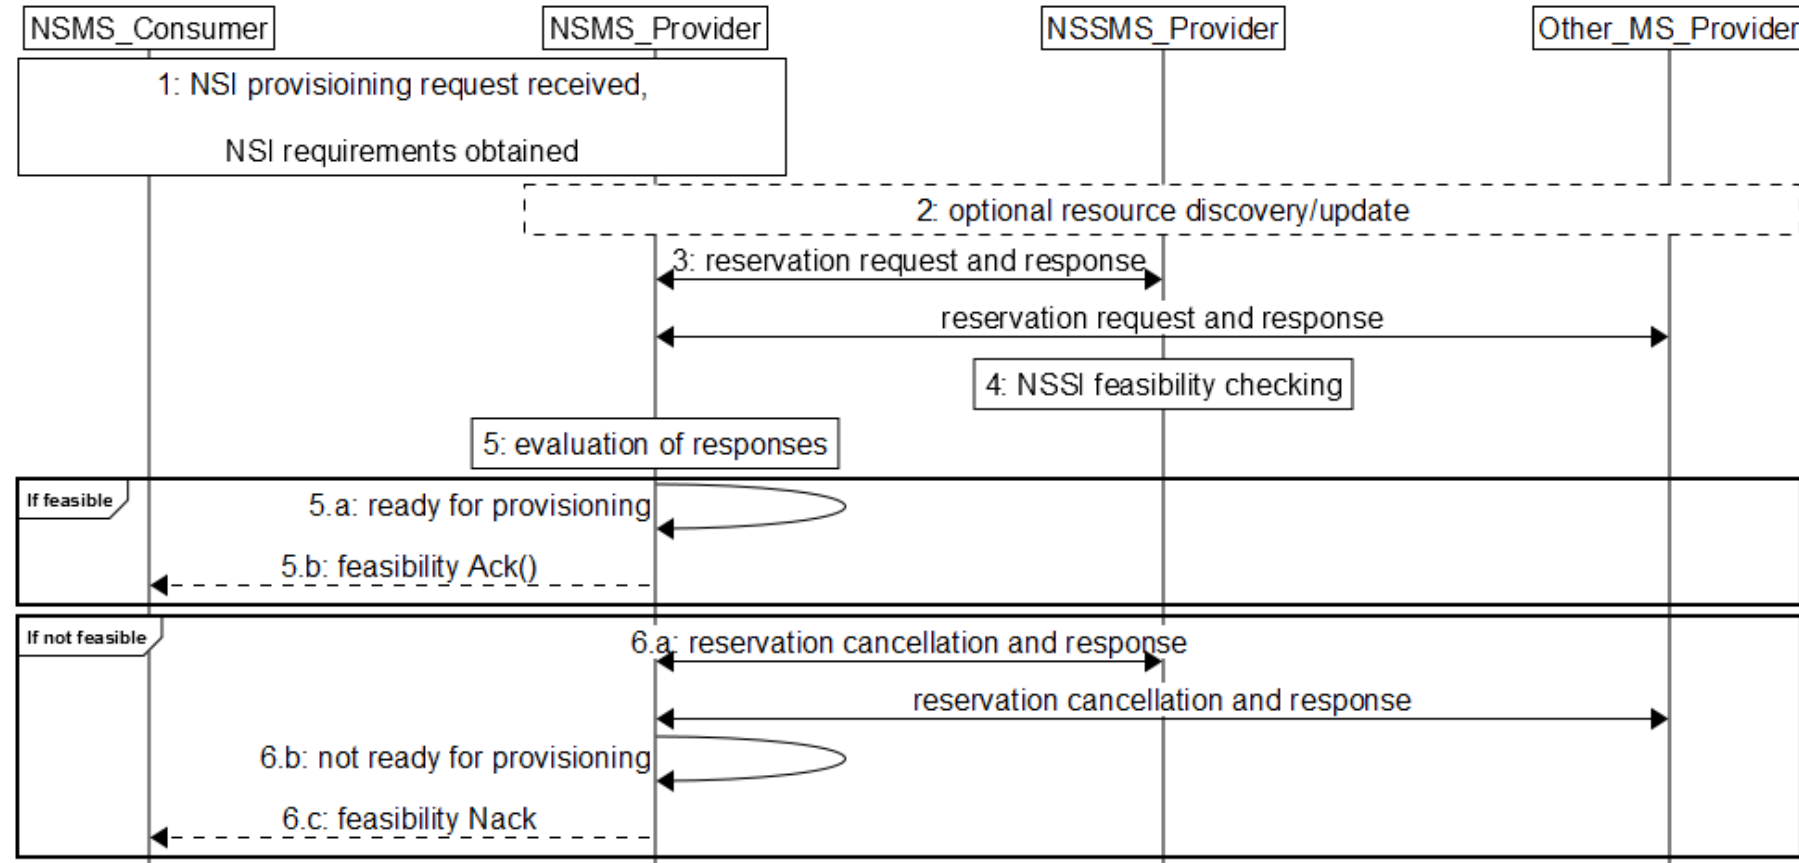 NSMS_Consumer
NSMS_Provider
NSSMS_Provider
Other_MS_Provider
1: NSI provisioining request received,
NSI requirements obtained
2: optional resource discovery/update
3: reservation request and response
reservation request and response
4: NSSI feasibility checking
5: evaluation of responses
If feasible
5.a: ready for provisioning
5.b: feasibility Ack()
If not feasible
6.a: reservation cancellation and response
reservation cancellation and response
6.b: not ready for provisioning
6.c: feasibility Nack